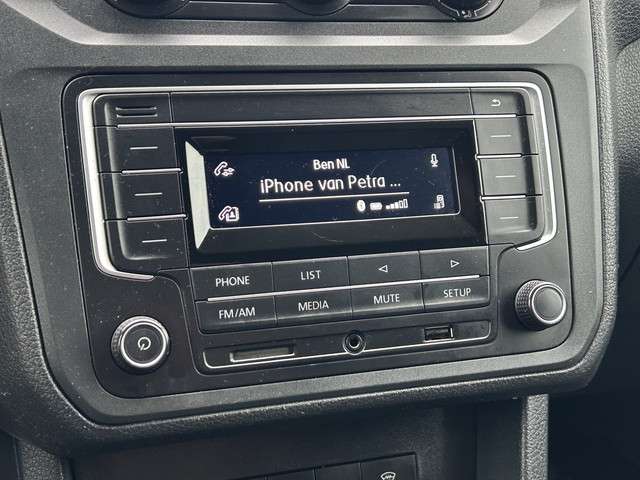 Ben NL
iPhone van Petra ...
PHONE LIST
FM/AM MEDIA MUTE SETUP